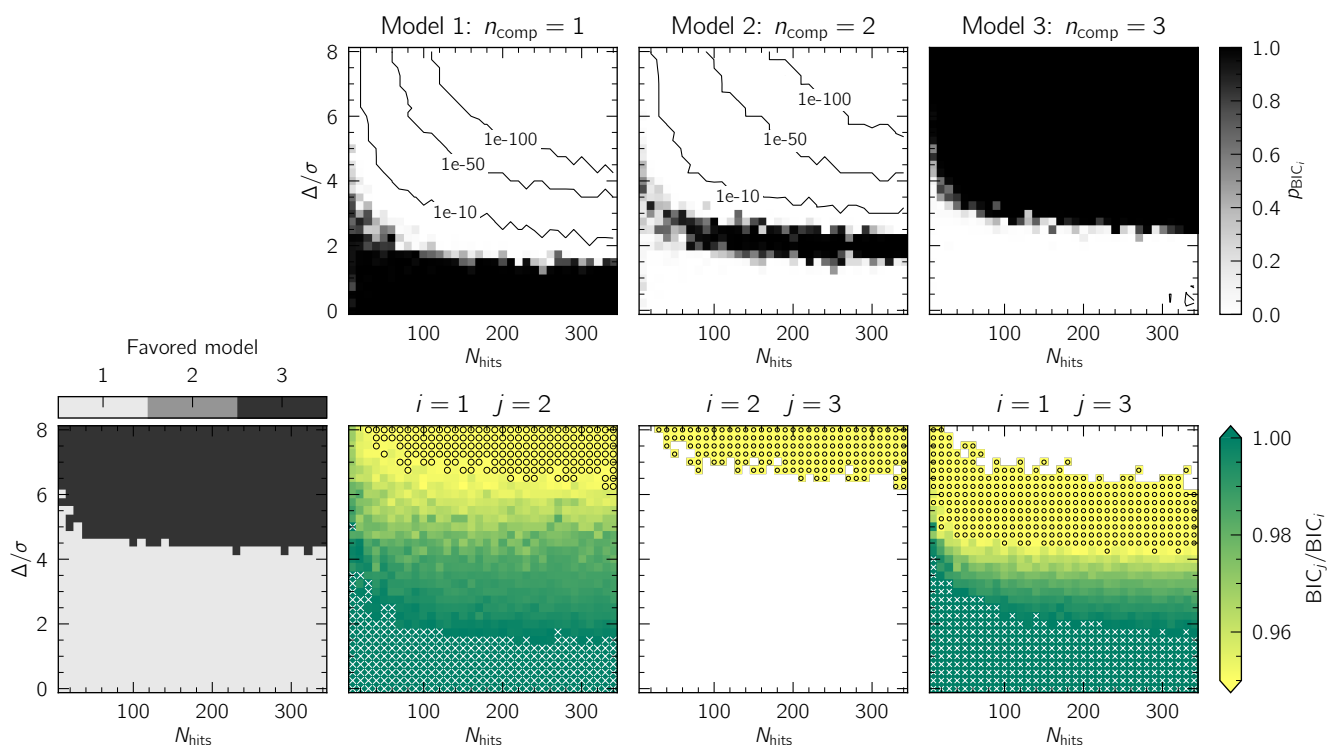 Model 1: n_comp = 1
Model 2: n_comp = 2
Model 3: n_comp = 3
8
6
4
2
0
Δ/σ
1e-100
1e-50
1e-10
1e-100
1e-50
1e-10
1.0
0.8
0.6
0.4
0.2
0.0
p_BIC_i
100 200 300
100 200 300
100 200 300
N_hits
N_hits
N_hits
Favored model
1 2 3
i = 1 j = 2
i = 2 j = 3
i = 1 j = 3
8
6
4
2
0
Δ/σ
1.00
0.98
0.96
BIC_j/BIC_i
100 200 300
100 200 300
100 200 300
100 200 300
N_hits
N_hits
N_hits
N_hits